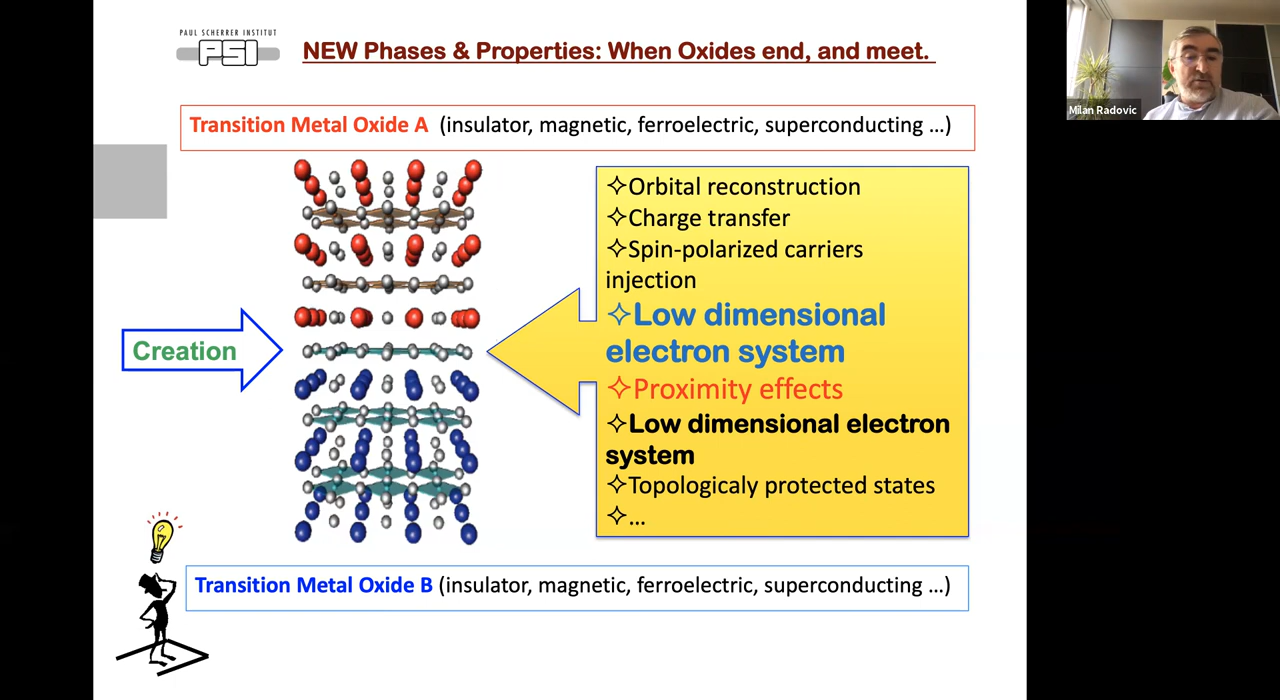 PAUL SCHERRER INSTITUT
PSI
NEW Phases & Properties: When Oxides end, and meet.
Milan Radovic
Transition Metal Oxide A (insulator, magnetic, ferroelectric, superconducting ...)
✧Orbital reconstruction
✧Charge transfer
✧Spin-polarized carriers
injection
✧Low dimensional
electron system
✧Proximity effects
✧Low dimensional electron
system
✧Topologicaly protected states
✧...
Creation
Transition Metal Oxide B (insulator, magnetic, ferroelectric, superconducting ...)